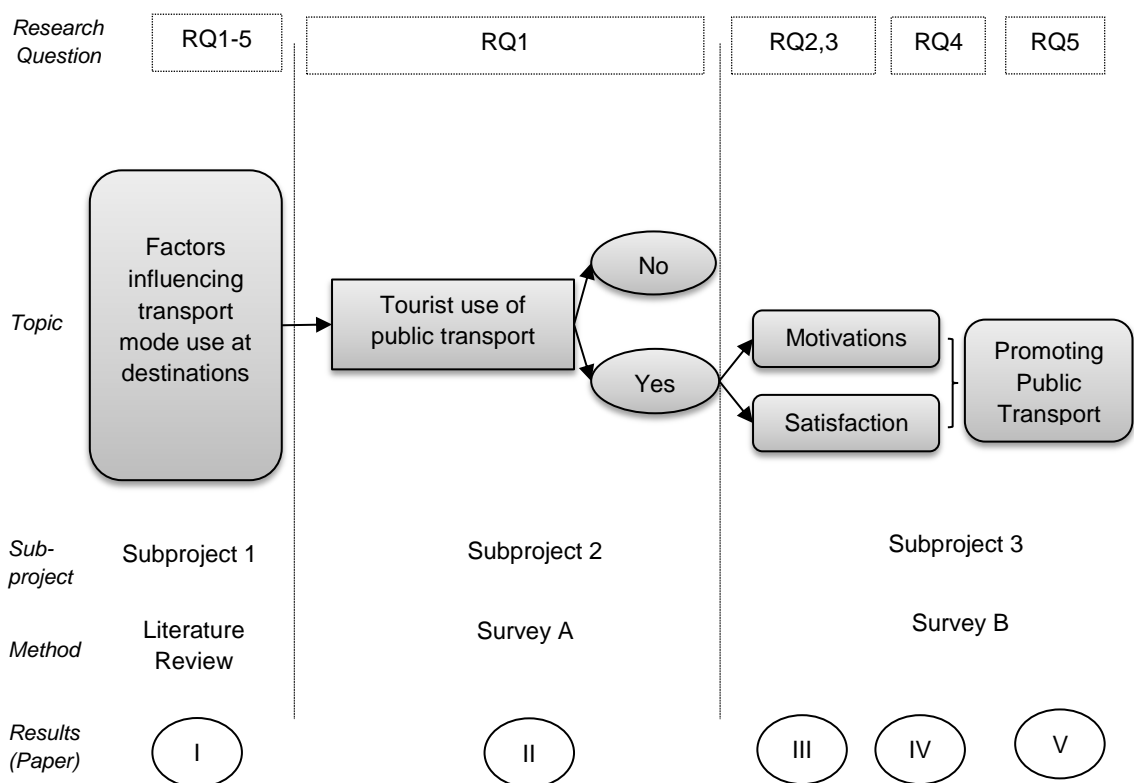 Research
Question
RQ1-5
RQ1
RQ2,3
RQ4
RQ5
Topic
Factors
influencing
transport
mode use at
destinations
Tourist use of
public transport
No
Yes
Motivations
Satisfaction
Promoting
Public
Transport
Sub-
project
Subproject 1
Subproject 2
Subproject 3
Method
Literature
Review
Survey A
Survey B
Results
(Paper)
I
II
III
IV
V